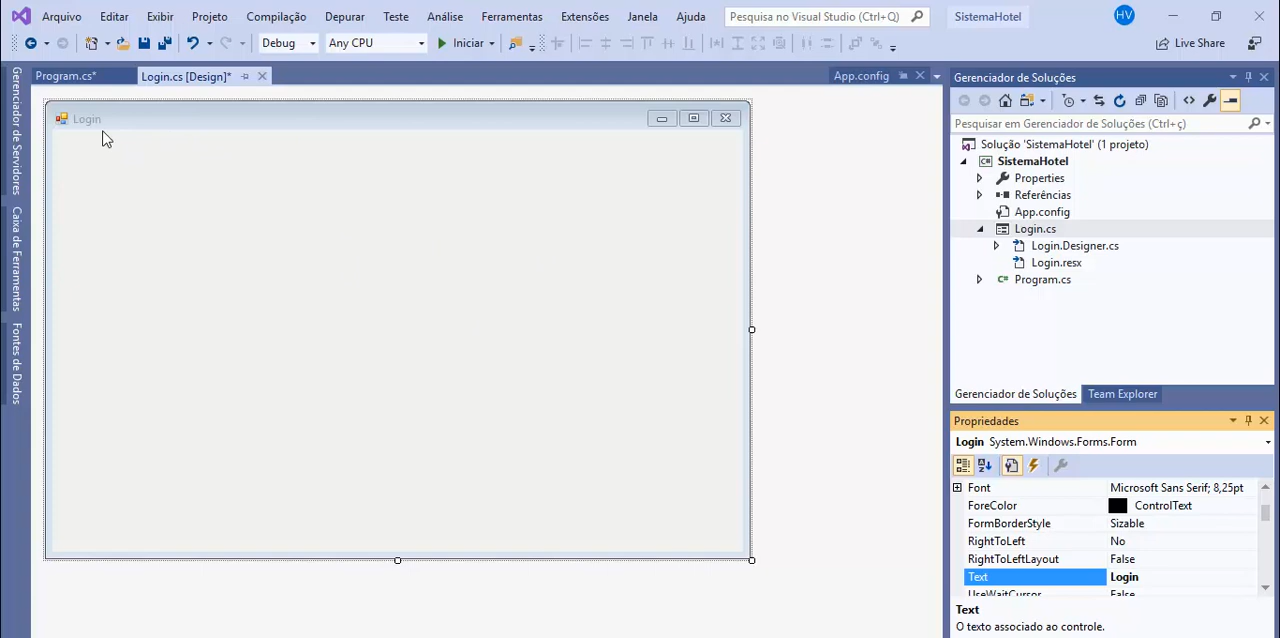 Arquivo Editar Exibir Projeto Compilação Depurar Teste Análise Ferramentas Extensões Janela Ajuda Pesquisa no Visual Studio (Ctrl+Q) SistemaHotel HV
Debug Any CPU Iniciar Live Share
Program.cs* Login.cs [Design]* App.config
Gerenciador de Servidores
Caixa de Ferramentas
Fontes de Dados
Login
Gerenciador de Soluções
Pesquisar em Gerenciador de Soluções (Ctrl+ç)
Solução 'SistemaHotel' (1 projeto)
SistemaHotel
Properties
Referências
App.config
Login.cs
Login.Designer.cs
Login.resx
Program.cs
Gerenciador de Soluções Team Explorer
Propriedades
Login System.Windows.Forms.Form
Font Microsoft Sans Serif; 8,25pt
ForeColor ControlText
FormBorderStyle Sizable
RightToLeft No
RightToLeftLayout False
Text Login
UseWaitCursor False
Text
O texto associado ao controle.